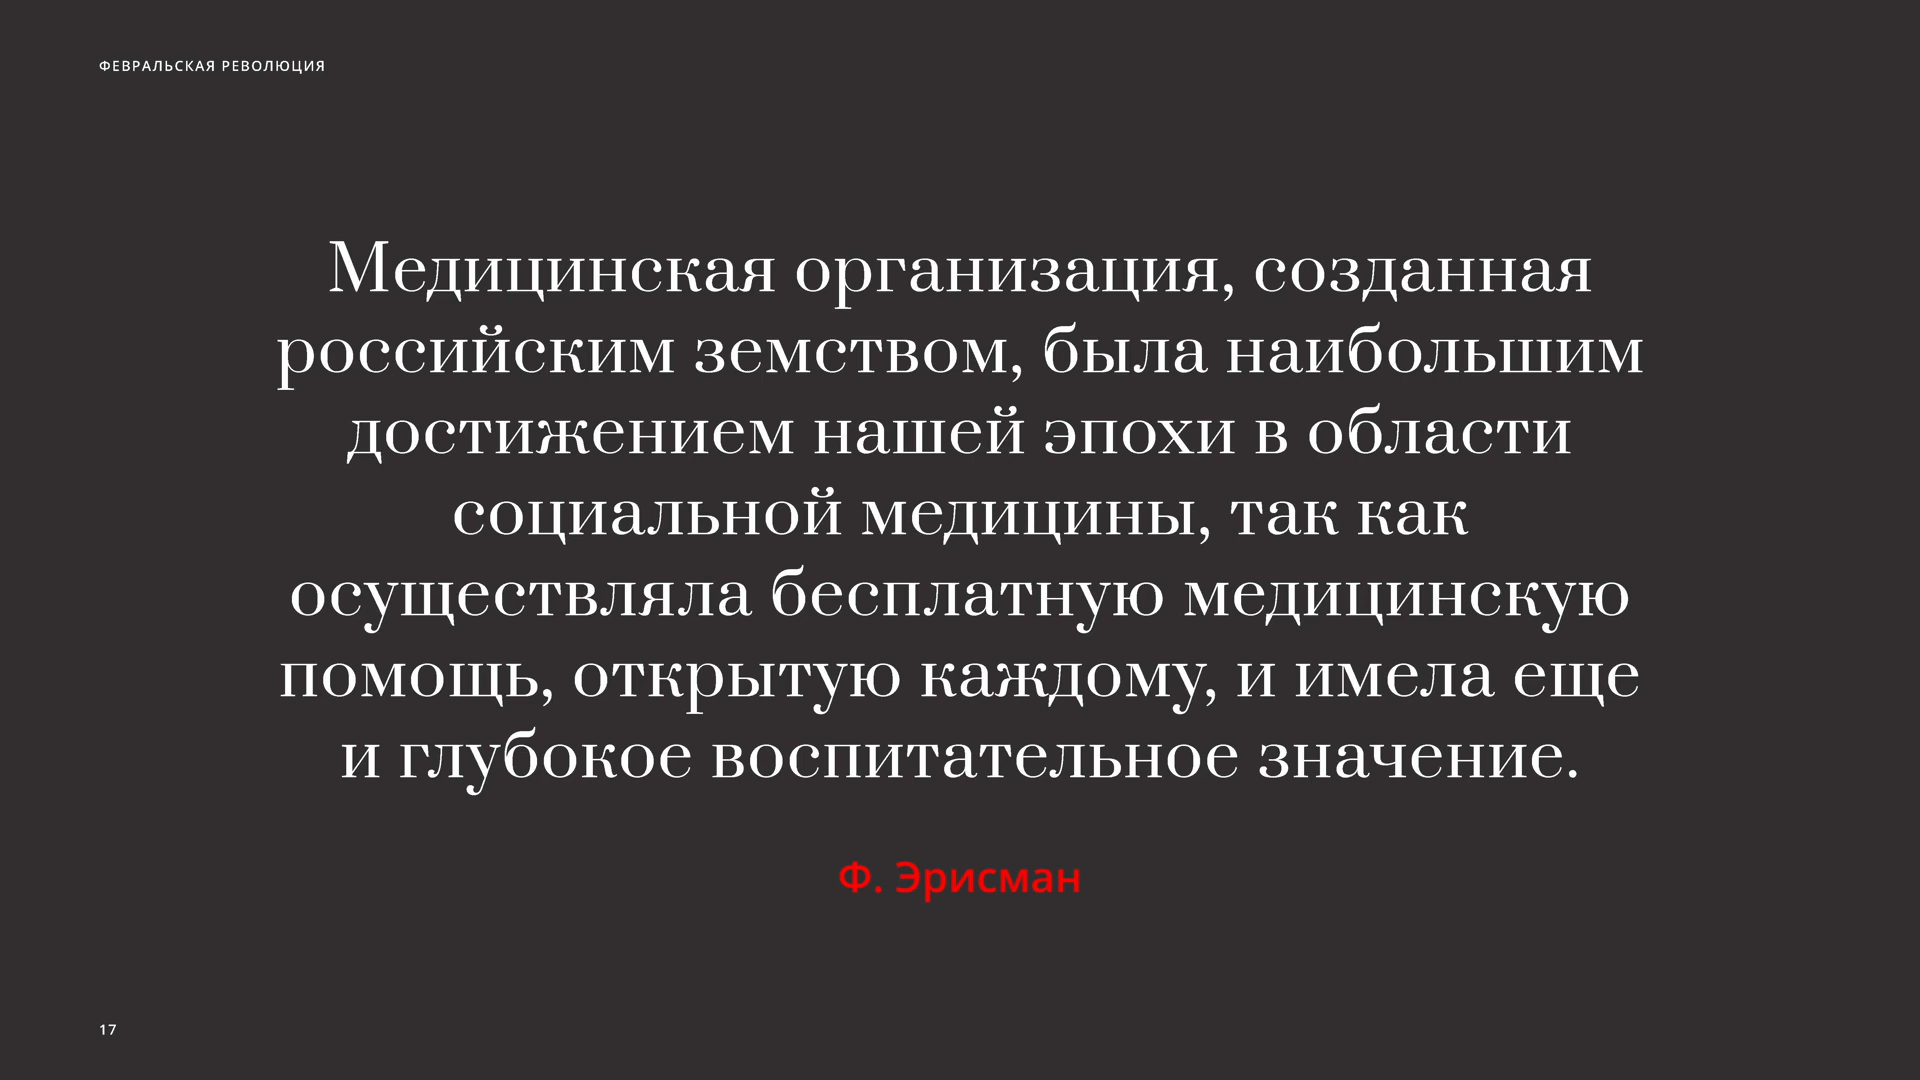 ФЕВРАЛЬСКАЯ РЕВОЛЮЦИЯ
Медицинская организация, созданная
российским земством, была наибольшим
достижением нашей эпохи в области
социальной медицины, так как
осуществляла бесплатную медицинскую
помощь, открытую каждому, и имела еще
и глубокое воспитательное значение.
Ф. Эрисман
17